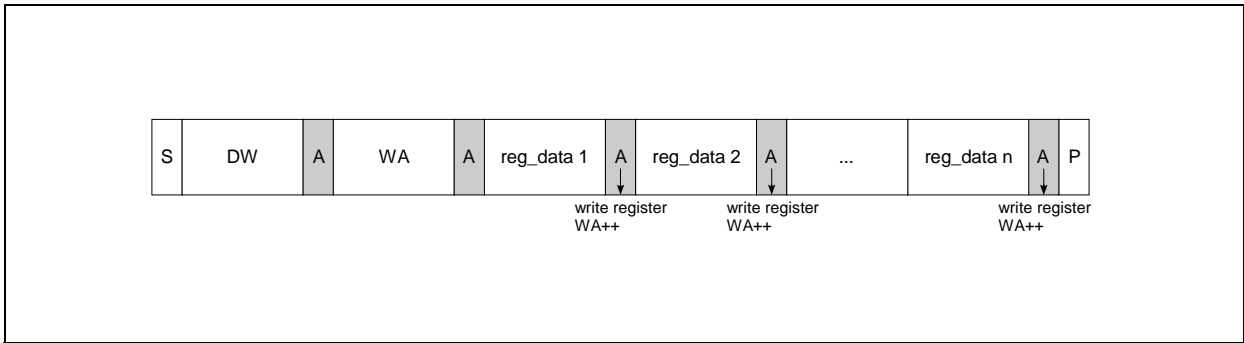 S DW A WA A reg_data 1 A reg_data 2 A ... reg_data n A P
write register write register write register
WA++ WA++ WA++